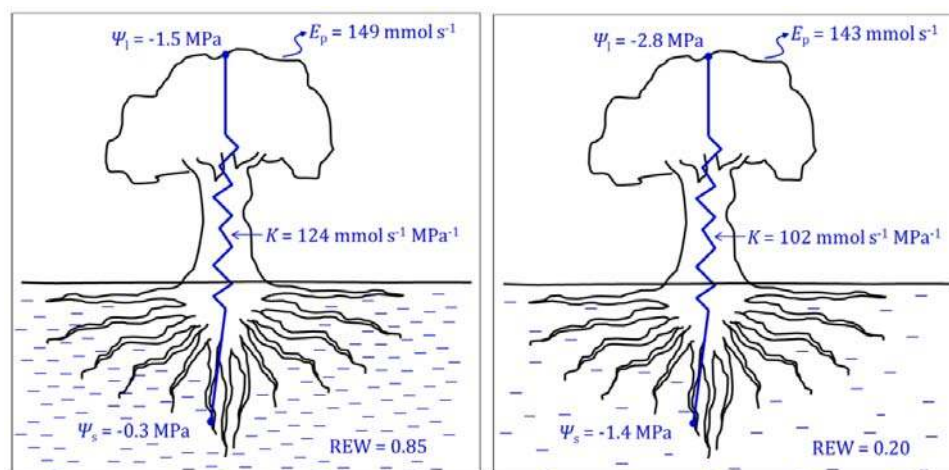 Ψl = -1.5 MPa
Ep = 149 mmol s-1
K = 124 mmol s-1 MPa-1
Ψs = -0.3 MPa
REW = 0.85
Ψl = -2.8 MPa
Ep = 143 mmol s-1
K = 102 mmol s-1 MPa-1
Ψs = -1.4 MPa
REW = 0.20